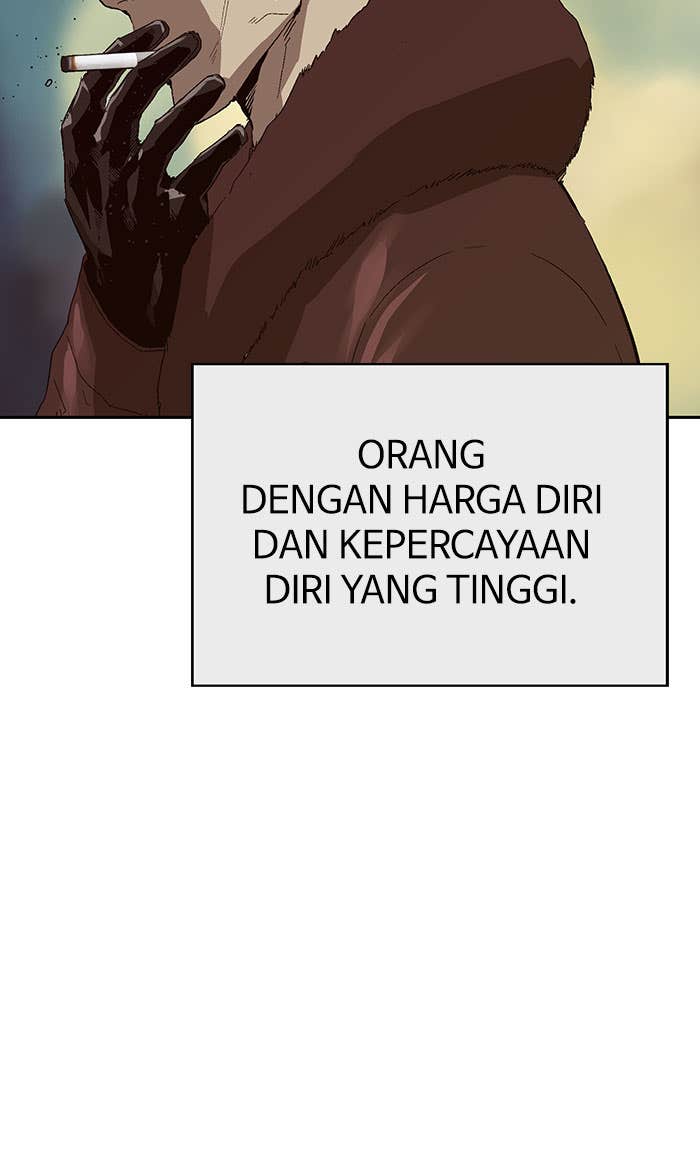 ORANG
DENGAN HARGA DIRI
DAN KEPERCAYAAN
DIRI YANG TINGGI.